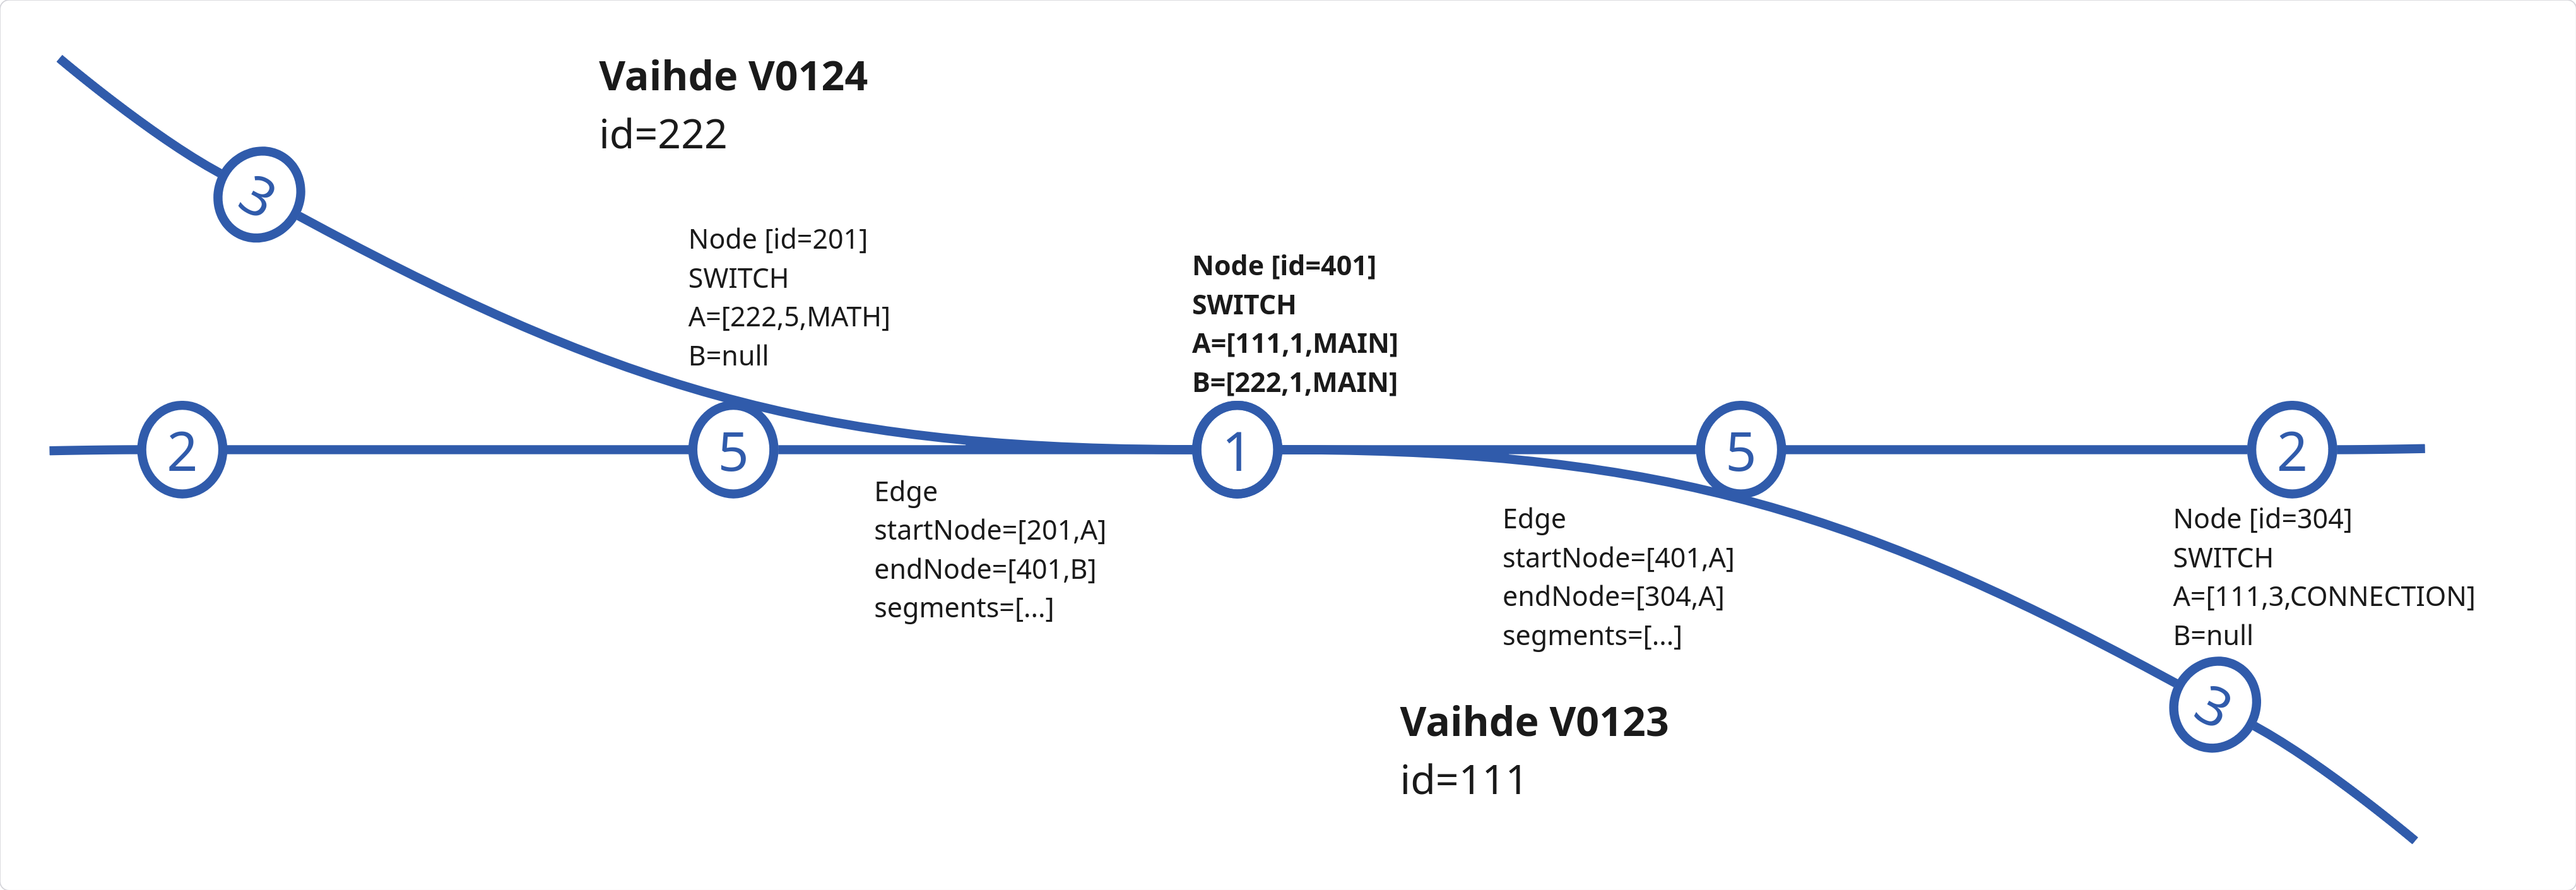 Vaihde V0124
id=222
3
Node [id=201]
SWITCH
A=[222,5,MATH]
B=null
Node [id=401]
SWITCH
A=[111,1,MAIN]
B=[222,1,MAIN]
2
5
1
5
2
Edge
startNode=[201,A]
endNode=[401,B]
segments=[...]
Edge
startNode=[401,A]
endNode=[304,A]
segments=[...]
Node [id=304]
SWITCH
A=[111,3,CONNECTION]
B=null
3
Vaihde V0123
id=111